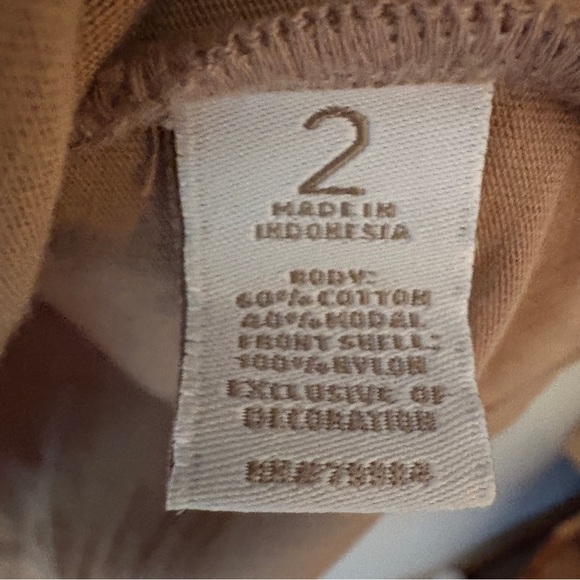 2
MADE IN
INDONESIA
BODY:
60% COTTON
40% MODAL
FRONT SHELL:
100% NYLON
EXCLUSIVE OF
DECORATION